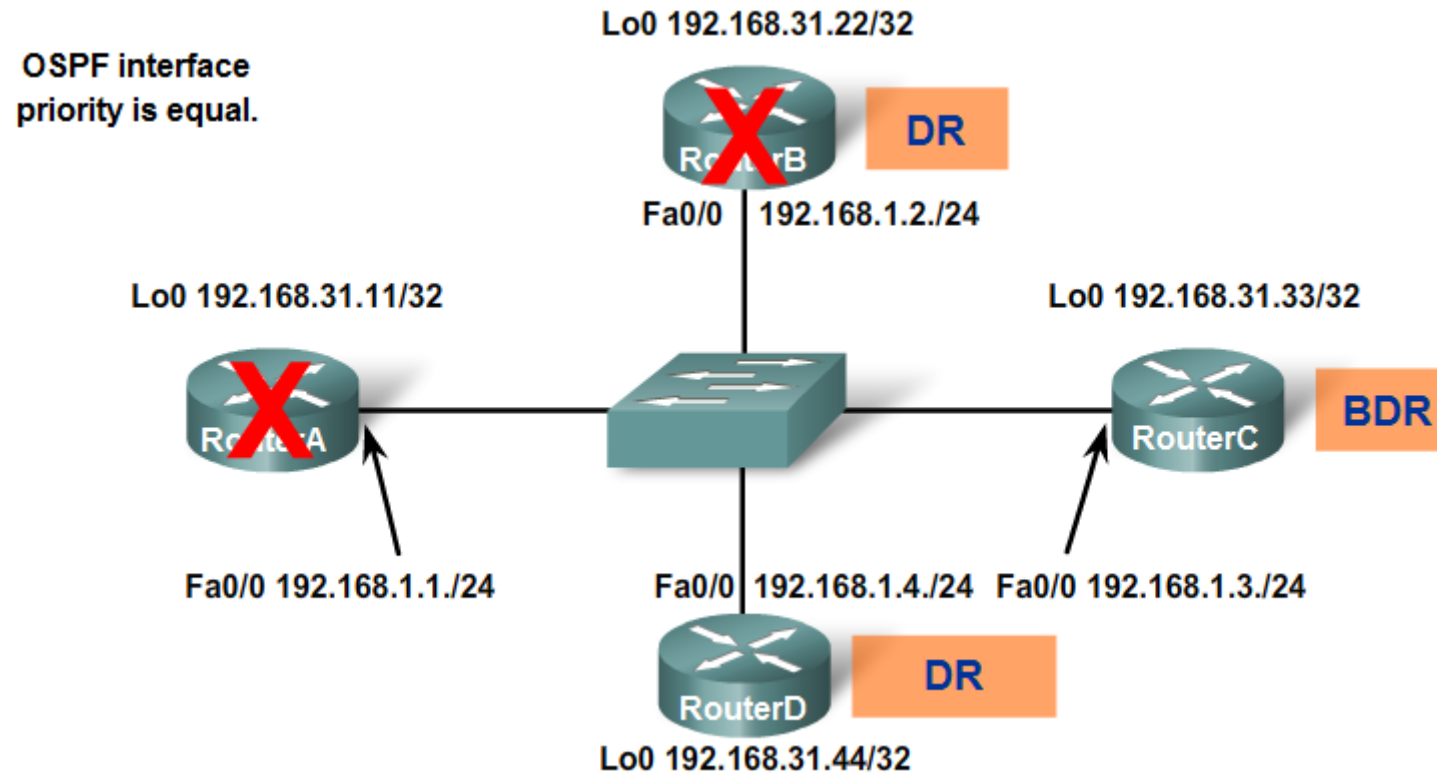 Lo0 192.168.31.22/32
OSPF interface
priority is equal.
X
RouterB
DR
Fa0/0 192.168.1.2./24
Lo0 192.168.31.11/32
Lo0 192.168.31.33/32
X
RouterA
RouterC
BDR
Fa0/0 192.168.1.1./24
Fa0/0 192.168.1.4./24
Fa0/0 192.168.1.3./24
RouterD
DR
Lo0 192.168.31.44/32